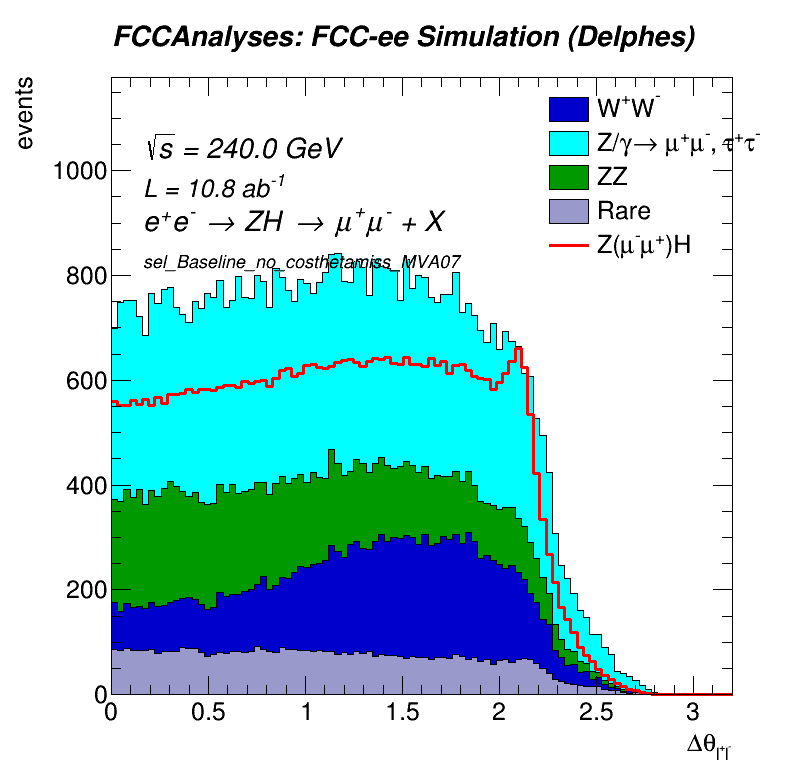 FCCAnalyses: FCC-ee Simulation (Delphes)
events
√s = 240.0 GeV
L = 10.8 ab⁻¹
e⁺e⁻ → ZH → μ⁺μ⁻ + X
sel_Baseline_no_costhetamiss_MVA07
W⁺W⁻
Z/γ→ μ⁺μ⁻, τ⁺τ⁻
ZZ
Rare
Z(μ⁻μ⁺)H
1000
800
600
400
200
0
0 0.5 1 1.5 2 2.5 3
Δθ_l⁺l⁻